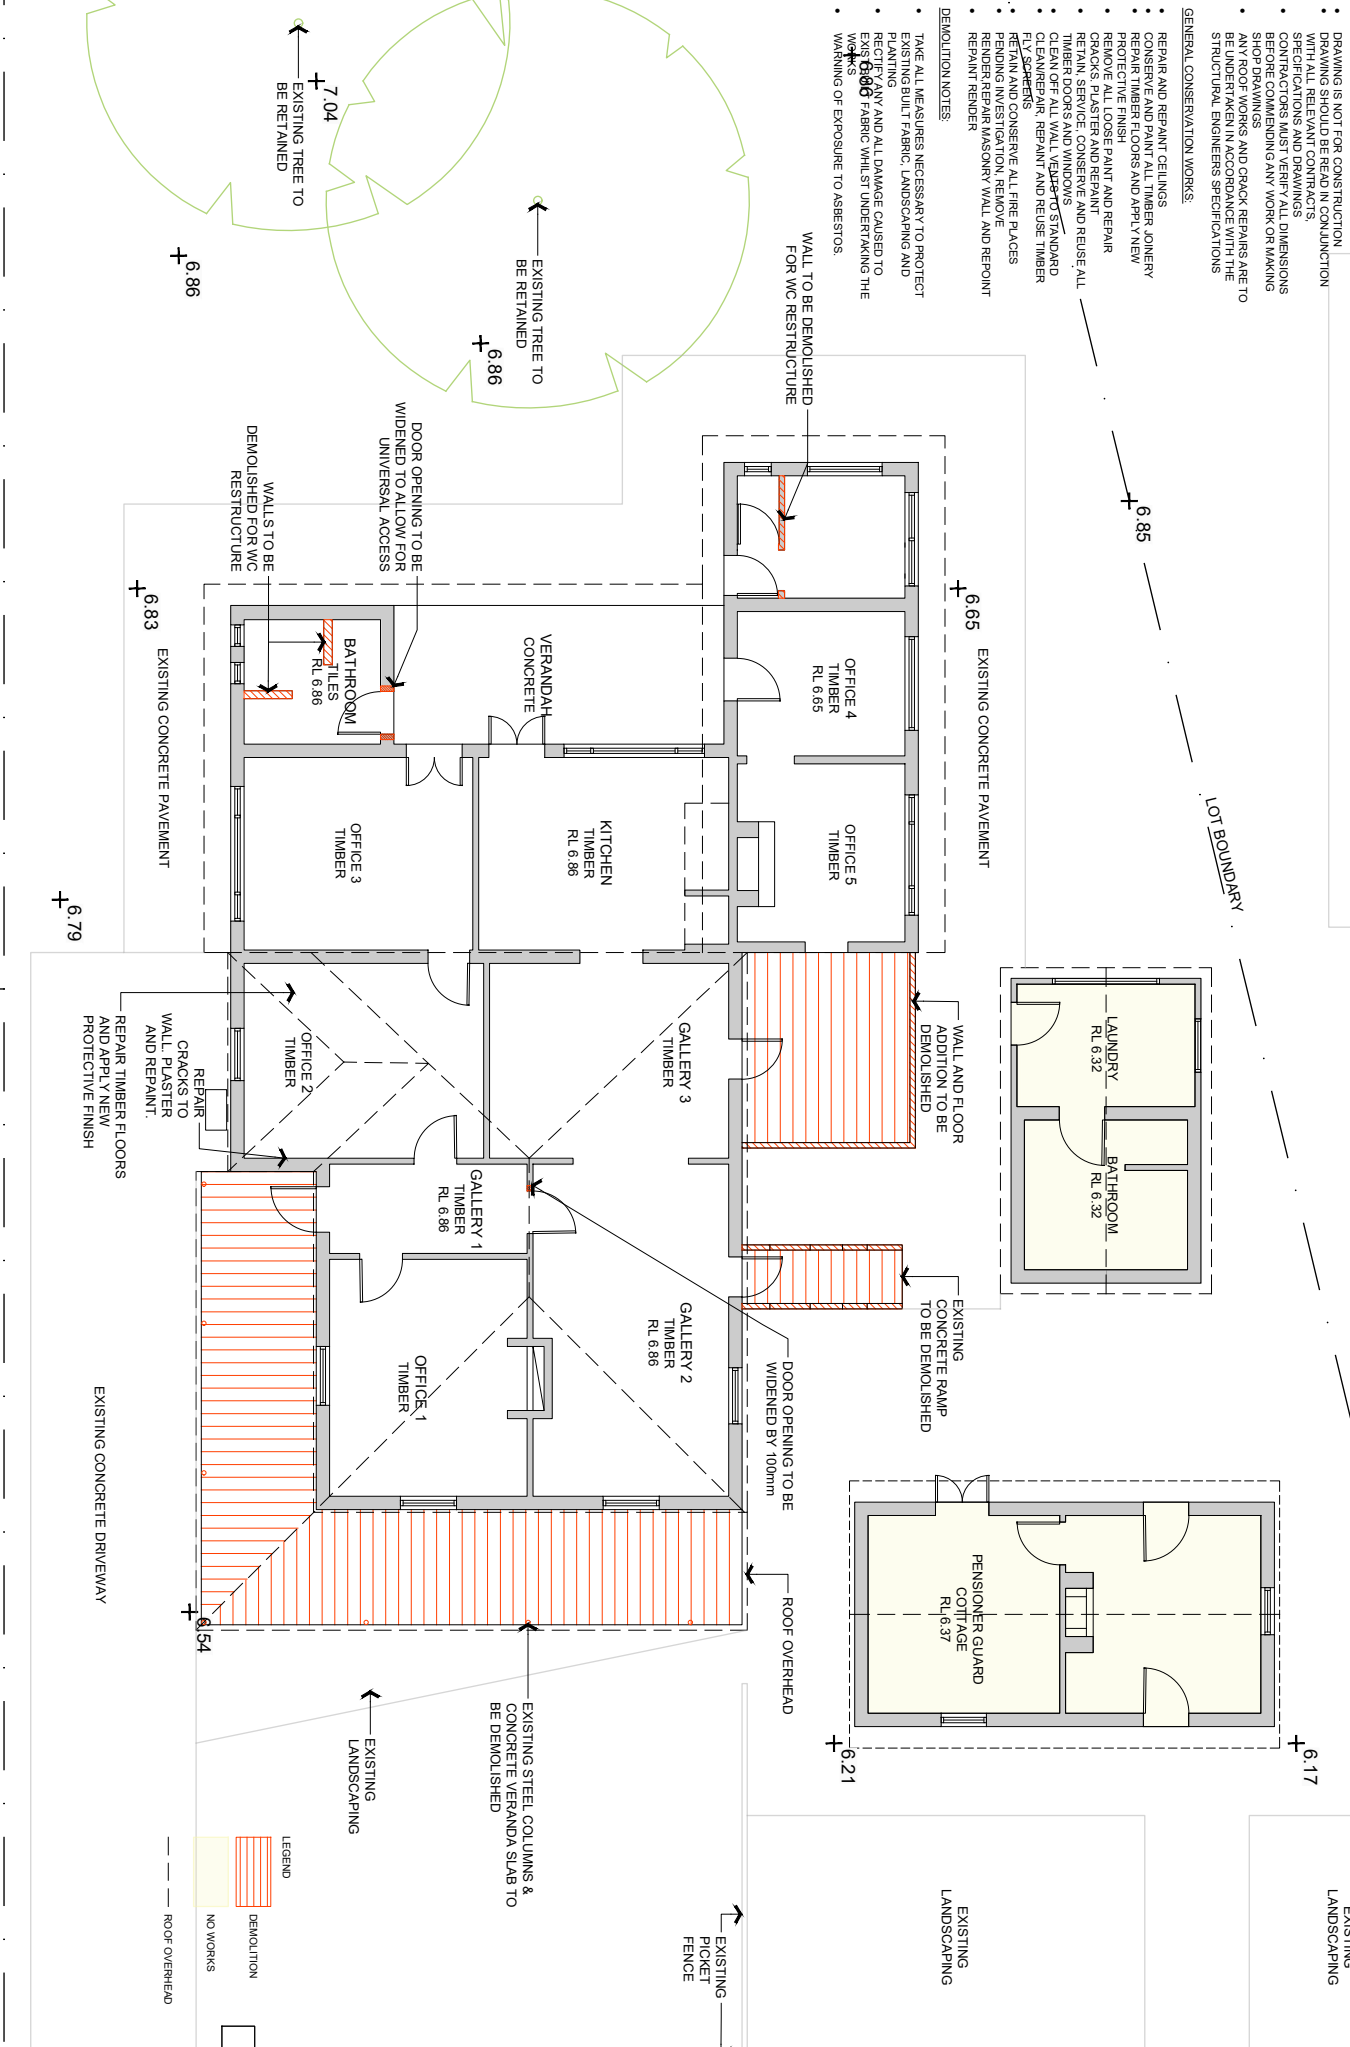 DRAWING IS NOT FOR CONSTRUCTION
DRAWING SHOULD BE READ IN CONJUNCTION
WITH ALL RELEVANT CONTRACTS,
SPECIFICATIONS AND DRAWINGS
CONTRACTORS MUST VERIFY ALL DIMENSIONS
BEFORE COMMENDING ANY WORK OR MAKING
SHOP DRAWINGS
ANY ROOF WORKS AND CRACK REPAIRS ARE TO
BE UNDERTAKEN IN ACCORDANCE WITH THE
STRUCTURAL ENGINEERS SPECIFICATIONS
GENERAL CONSERVATION WORKS:
REPAIR AND REPAINT CEILINGS
CONSERVE AND PAINT ALL TIMBER JOINERY
REPAIR TIMBER FLOORS AND APPLY NEW
PROTECTIVE FINISH
REMOVE ALL LOOSE PAINT AND REPAIR
CRACKS, PLASTER AND REPAINT
RETAIN, SERVICE, CONSERVE AND REUSE ALL
TIMBER DOORS AND WINDOWS
CLEAN OFF ALL WALL VENTS TO STANDARD
CLEAN/REPAIR, REPAINT AND REUSE TIMBER
FLY SCREENS
RETAIN AND CONSERVE ALL FIRE PLACES
PENDING INVESTIGATION, REMOVE
RENDER, REPAIR MASONRY WALL AND REPOINT
REPAINT RENDER
DEMOLITION NOTES:
TAKE ALL MEASURES NECESSARY TO PROTECT
EXISTING BUILT FABRIC, LANDSCAPING AND
PLANTING
RECTIFY ANY AND ALL DAMAGE CAUSED TO
EXISTING FABRIC WHILST UNDERTAKING THE
WORKS
WARNING OF EXPOSURE TO ASBESTOS.
6.86
7.04
EXISTING TREE TO
BE RETAINED
6.86
EXISTING TREE TO
BE RETAINED
6.86
WALL TO BE DEMOLISHED
FOR WC RESTRUCTURE
DOOR OPENING TO BE
WIDENED TO ALLOW FOR
UNIVERSAL ACCESS
WALLS TO BE
DEMOLISHED FOR WC
RESTRUCTURE
6.85
6.65
6.83
6.79
EXISTING CONCRETE PAVEMENT
EXISTING CONCRETE PAVEMENT
LOT BOUNDARY
OFFICE 4
TIMBER
RL 6.65
VERANDAH
CONCRETE
BATHROOM
TILES
RL 6.86
OFFICE 5
TIMBER
KITCHEN
TIMBER
RL 6.86
OFFICE 3
TIMBER
WALL AND FLOOR
ADDITION TO BE
DEMOLISHED
LAUNDRY
RL 6.32
BATHROOM
RL 6.32
GALLERY 3
TIMBER
OFFICE 2
TIMBER
REPAIR
CRACKS TO
WALL. PLASTER
AND REPAINT.
REPAIR TIMBER FLOORS
AND APPLY NEW
PROTECTIVE FINISH
GALLERY 1
TIMBER
RL 6.86
GALLERY 2
TIMBER
RL 6.86
OFFICE 1
TIMBER
EXISTING
CONCRETE RAMP
TO BE DEMOLISHED
DOOR OPENING TO BE
WIDENED BY 100mm
EXISTING CONCRETE DRIVEWAY
PENSIONER GUARD
COTTAGE
RL 6.37
ROOF OVERHEAD
6.54
6.21
6.17
EXISTING STEEL COLUMNS &
CONCRETE VERANDA SLAB TO
BE DEMOLISHED
EXISTING
LANDSCAPING
EXISTING
PICKET
FENCE
EXISTING
LANDSCAPING
EXISTING
LANDSCAPING
LEGEND
DEMOLITION
NO WORKS
ROOF OVERHEAD